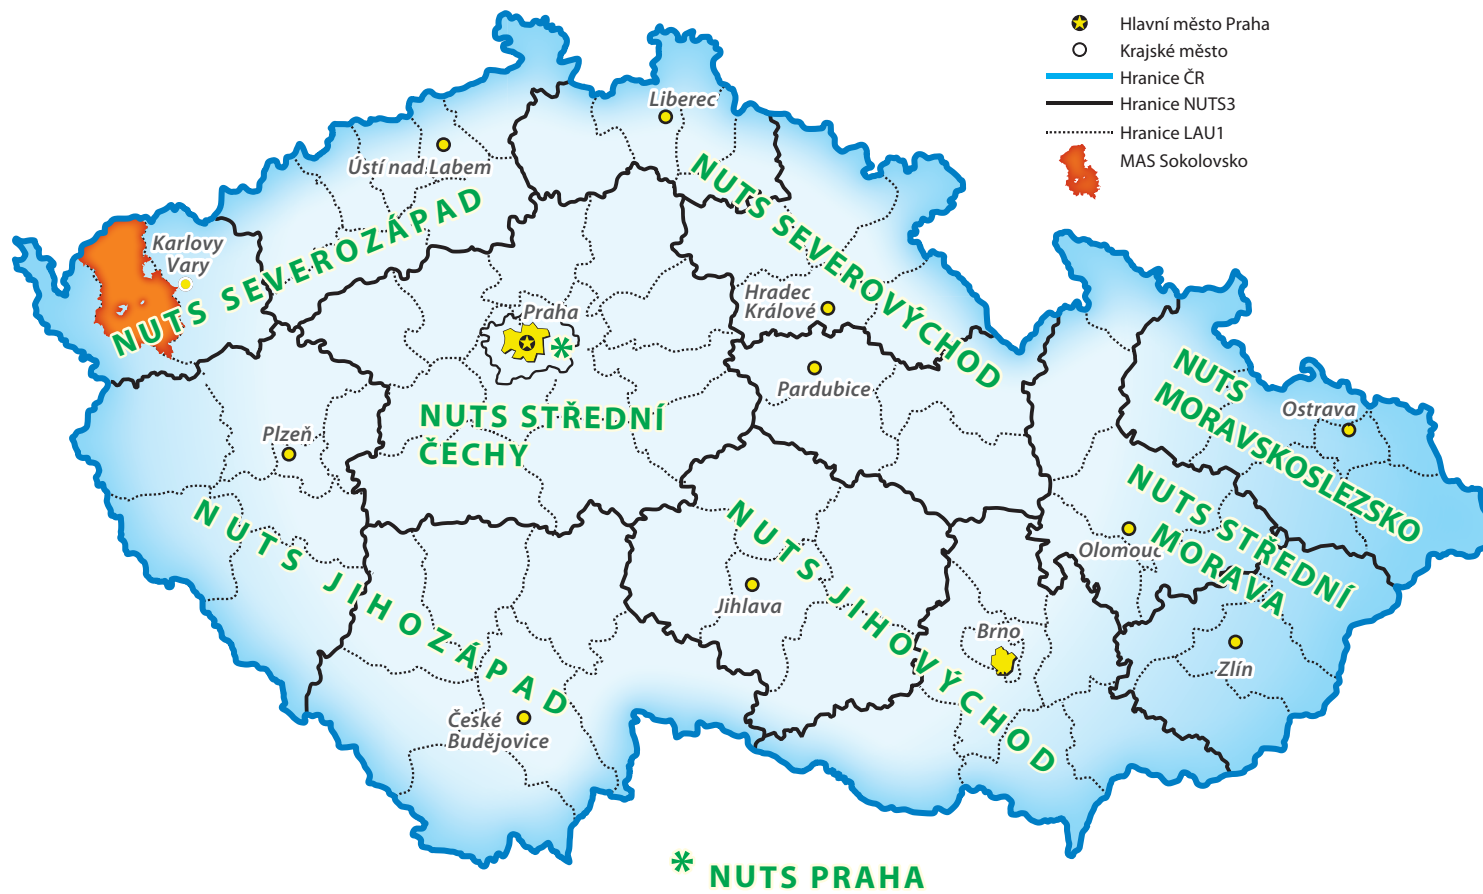 Hlavní město Praha
Krajské město
Hranice ČR
Hranice NUTS3
Hranice LAU1
MAS Sokolovsko
Liberec
Ústí nad Labem
NUTS SEVEROZÁPAD
NUTS SEVEROVÝCHOD
Karlovy
Vary
Hradec
Králové
Praha
Pardubice
NUTS STŘEDNÍ
ČECHY
Plzeň
NUTS
MORAVSKOSLEZSKO
Ostrava
NUTS STŘEDNÍ
MORAVA
Olomouc
NUTS JIHOZÁPAD
NUTS JIHOVÝCHOD
Jihlava
Brno
Zlín
České
Budějovice
* NUTS PRAHA